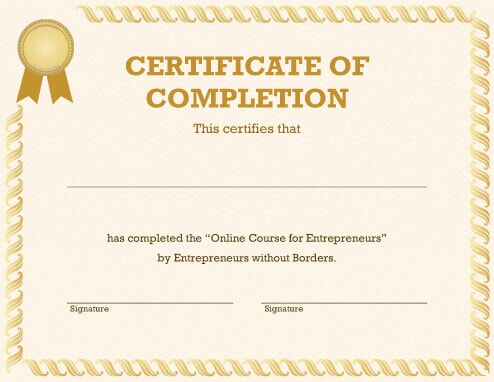 CERTIFICATE OF
COMPLETION
This certifies that
has completed the “Online Course for Entrepreneurs”
by Entrepreneurs without Borders.
Signature
Signature